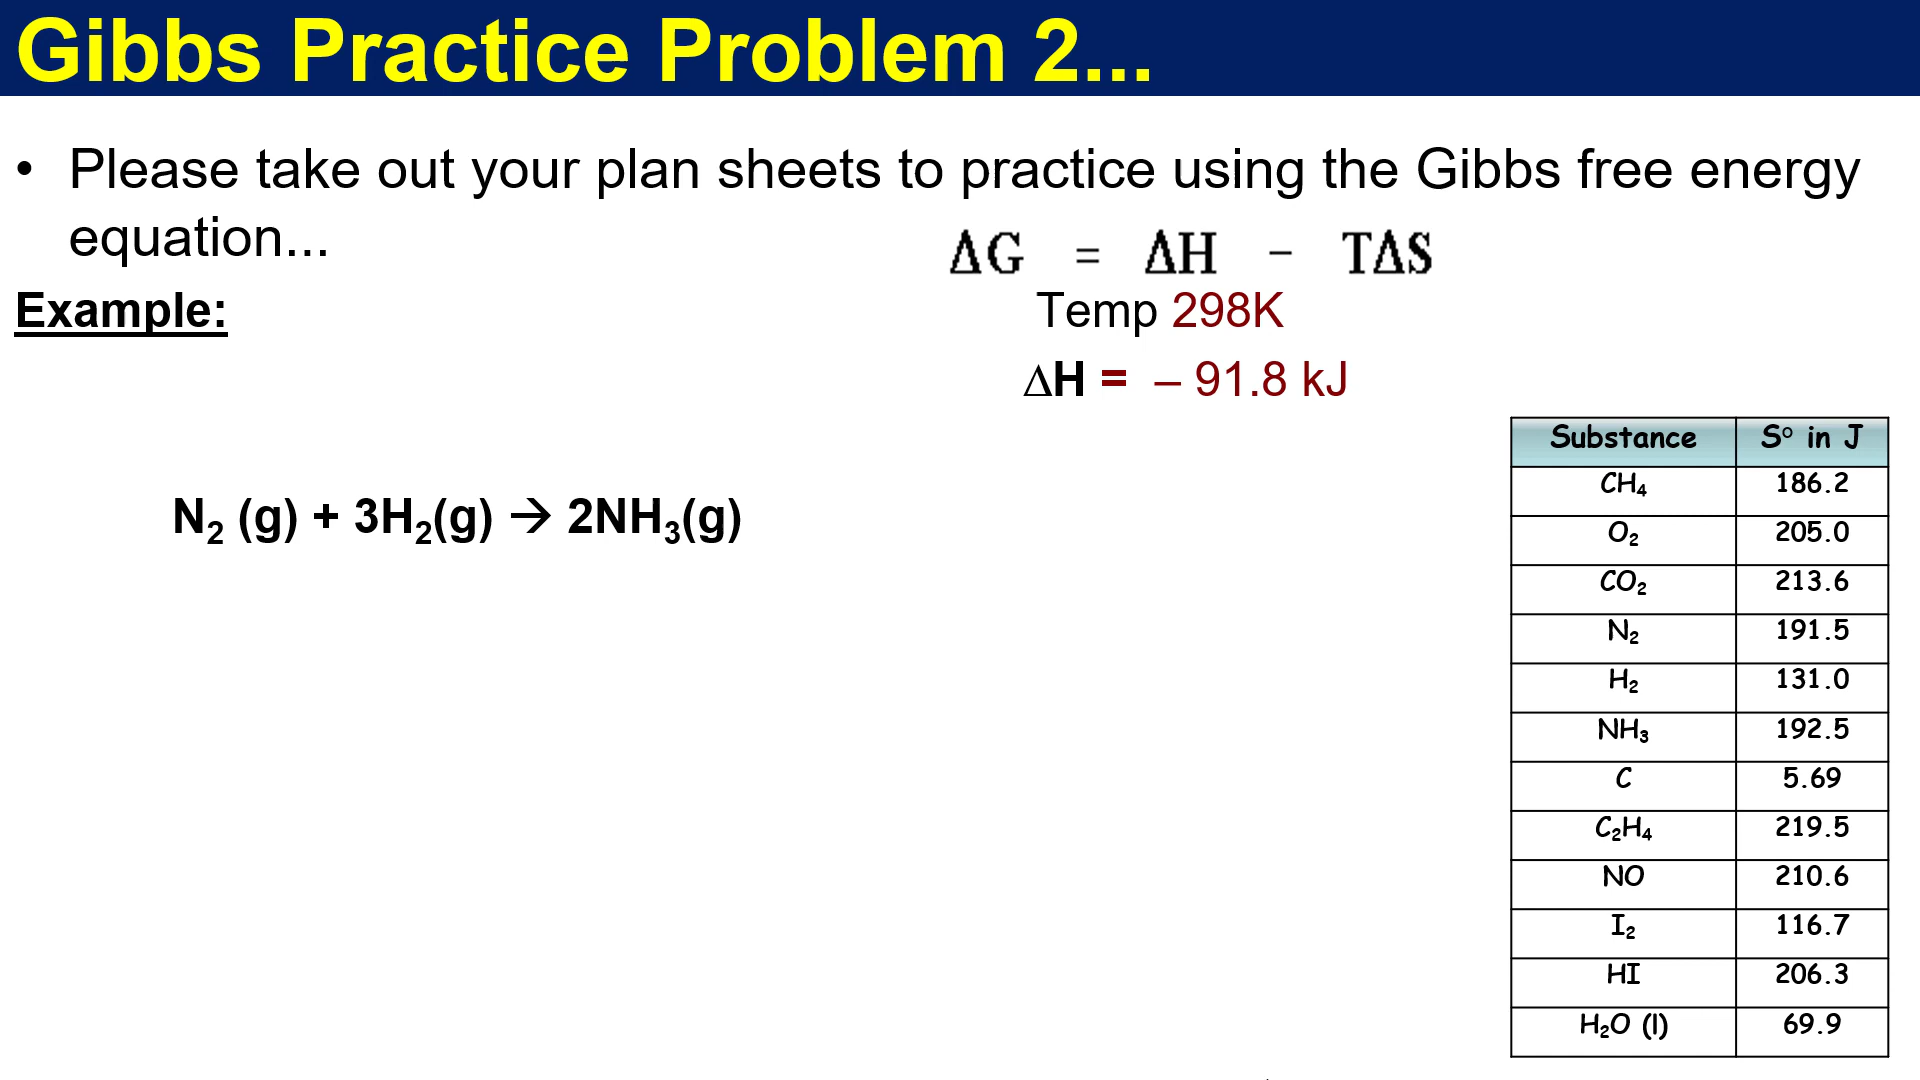 Gibbs Practice Problem 2...
• Please take out your plan sheets to practice using the Gibbs free energy
equation...
ΔG = ΔH – TΔS
Example:
Temp 298K
ΔH = – 91.8 kJ
N₂ (g) + 3H₂(g) → 2NH₃(g)
Substance S° in J
CH₄ 186.2
O₂ 205.0
CO₂ 213.6
N₂ 191.5
H₂ 131.0
NH₃ 192.5
C 5.69
C₂H₄ 219.5
NO 210.6
I₂ 116.7
HI 206.3
H₂O (l) 69.9